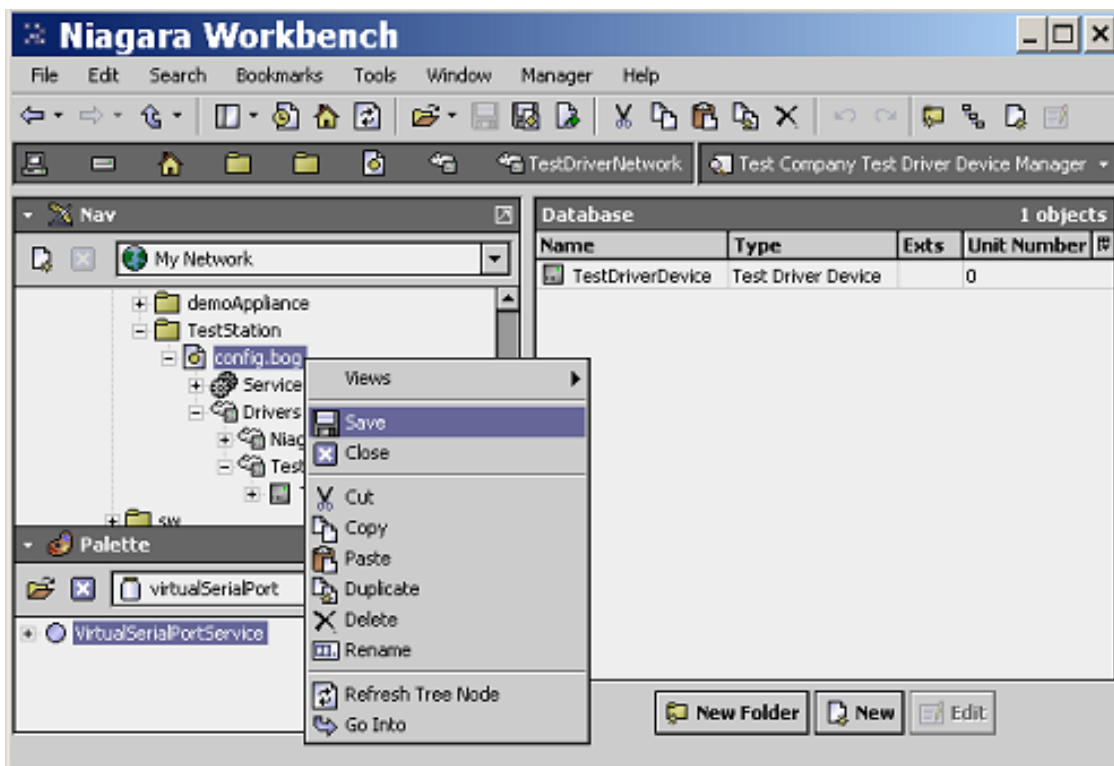 Niagara Workbench
File Edit Search Bookmarks Tools Window Manager Help
TestDriverNetwork Test Company Test Driver Device Manager
Nav
My Network
demoAppliance
TestStation
config.bog
Service
Drivers
Niag
Test
sw
Palette
virtualSerialPort
VirtualSerialPortService
Views
Save
Close
Cut
Copy
Paste
Duplicate
Delete
Rename
Refresh Tree Node
Go Into
Database 1 objects
Name Type Exts Unit Number
TestDriverDevice Test Driver Device 0
New Folder New Edit